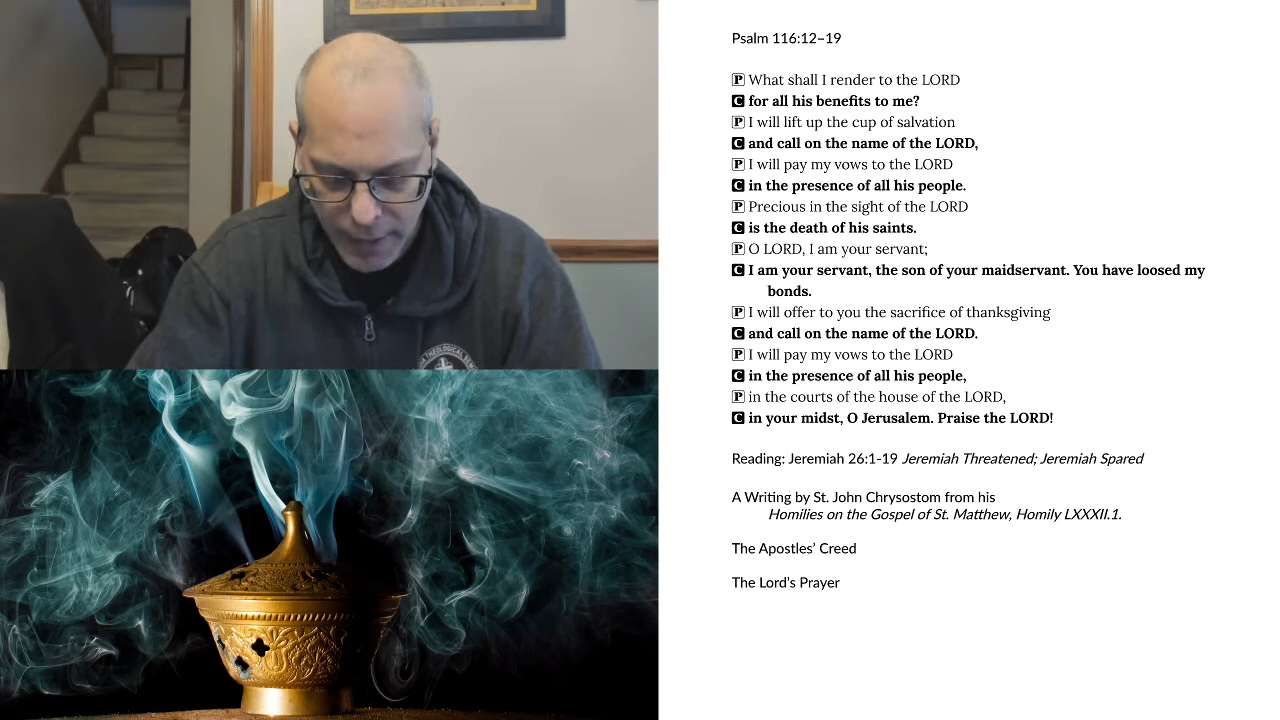 Psalm 116:12–19
P What shall I render to the LORD
C for all his benefits to me?
P I will lift up the cup of salvation
C and call on the name of the LORD,
P I will pay my vows to the LORD
C in the presence of all his people.
P Precious in the sight of the LORD
C is the death of his saints.
P O LORD, I am your servant;
C I am your servant, the son of your maidservant. You have loosed my
bonds.
P I will offer to you the sacrifice of thanksgiving
C and call on the name of the LORD.
P I will pay my vows to the LORD
C in the presence of all his people,
P in the courts of the house of the LORD,
C in your midst, O Jerusalem. Praise the LORD!
Reading: Jeremiah 26:1-19 Jeremiah Threatened; Jeremiah Spared
A Writing by St. John Chrysostom from his
Homilies on the Gospel of St. Matthew, Homily LXXXII.1.
The Apostles’ Creed
The Lord’s Prayer
THEOLOGICAL